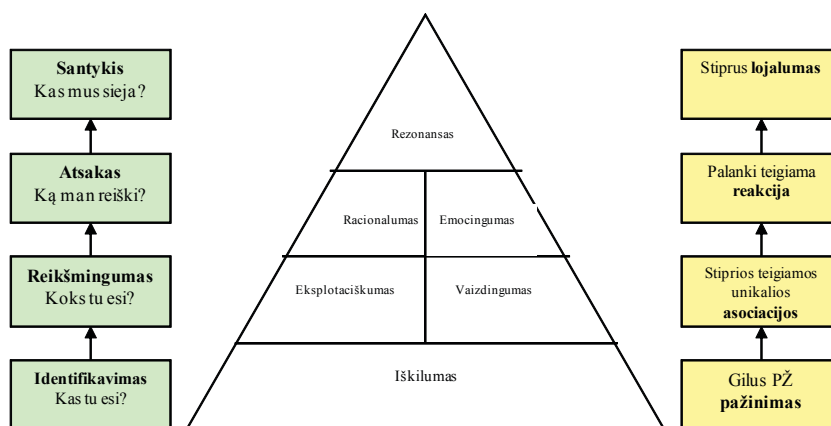 Santykis
Kas mus sieja?
Atsakas
Ką man reiški?
Reikšmingumas
Koks tu esi?
Identifikavimas
Kas tu esi?
Rezonansas
Racionalumas
Emocingumas
Eksplotaciškumas
Vaizdingumas
Iškilumas
Stiprus lojalumas
Palanki teigiama
reakcija
Stiprios teigiamos
unikalios
asociacijos
Gilus PŽ
pažinimas